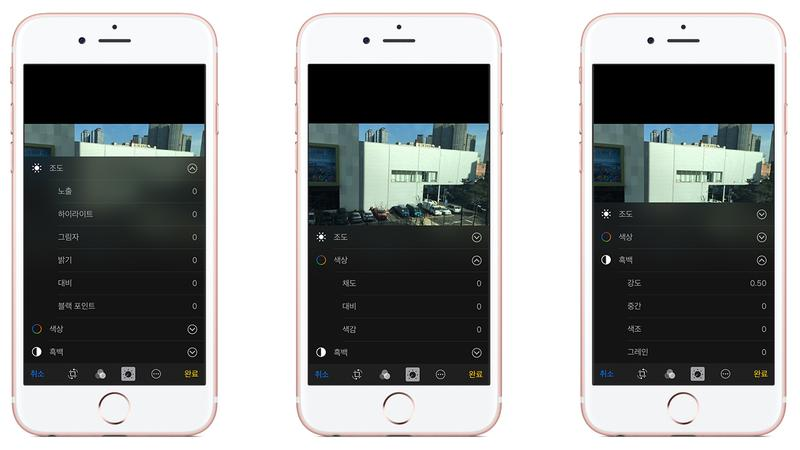 조도
노출 0
하이라이트 0
그림자 0
밝기 0
대비 0
블랙 포인트 0
색상
흑백
취소 완료
조도
색상
채도 0
대비 0
색감 0
흑백
취소 완료
조도
색상
흑백
강도 0.50
중간 0
색조 0
그레인 0
취소 완료